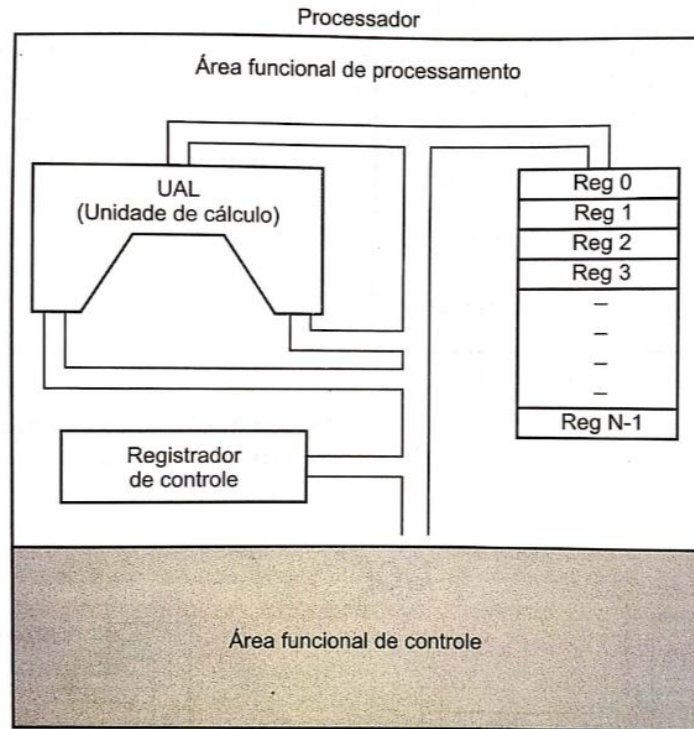 Processador
Área funcional de processamento
UAL
(Unidade de cálculo)
Reg 0
Reg 1
Reg 2
Reg 3
–
–
–
–
Reg N-1
Registrador
de controle
Área funcional de controle